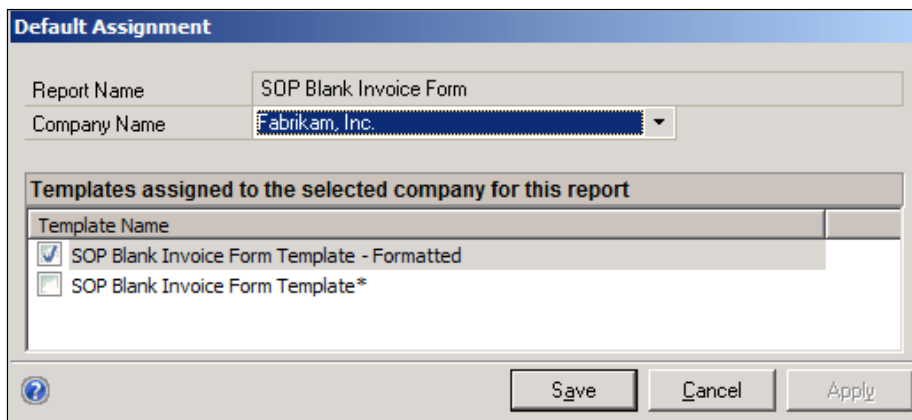 Default Assignment
Report Name SOP Blank Invoice Form
Company Name Fabrikam, Inc.
Templates assigned to the selected company for this report
Template Name
SOP Blank Invoice Form Template - Formatted
SOP Blank Invoice Form Template*
? Save Cancel Apply